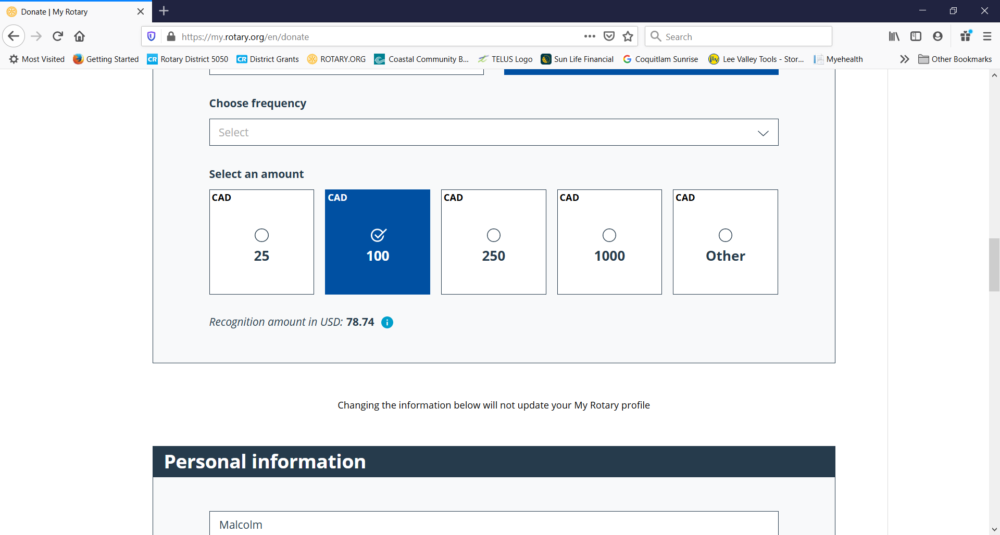 Donate | My Rotary
https://my.rotary.org/en/donate
Search
Most Visited Getting Started CR Rotary District 5050 CR District Grants ROTARY.ORG Coastal Community B... TELUS Logo Sun Life Financial G Coquitlam Sunrise LV Lee Valley Tools - Stor... Myehealth Other Bookmarks
Choose frequency
Select
Select an amount
CAD CAD CAD CAD CAD
25 100 250 1000 Other
Recognition amount in USD: 78.74 i
Changing the information below will not update your My Rotary profile
Personal information
Malcolm